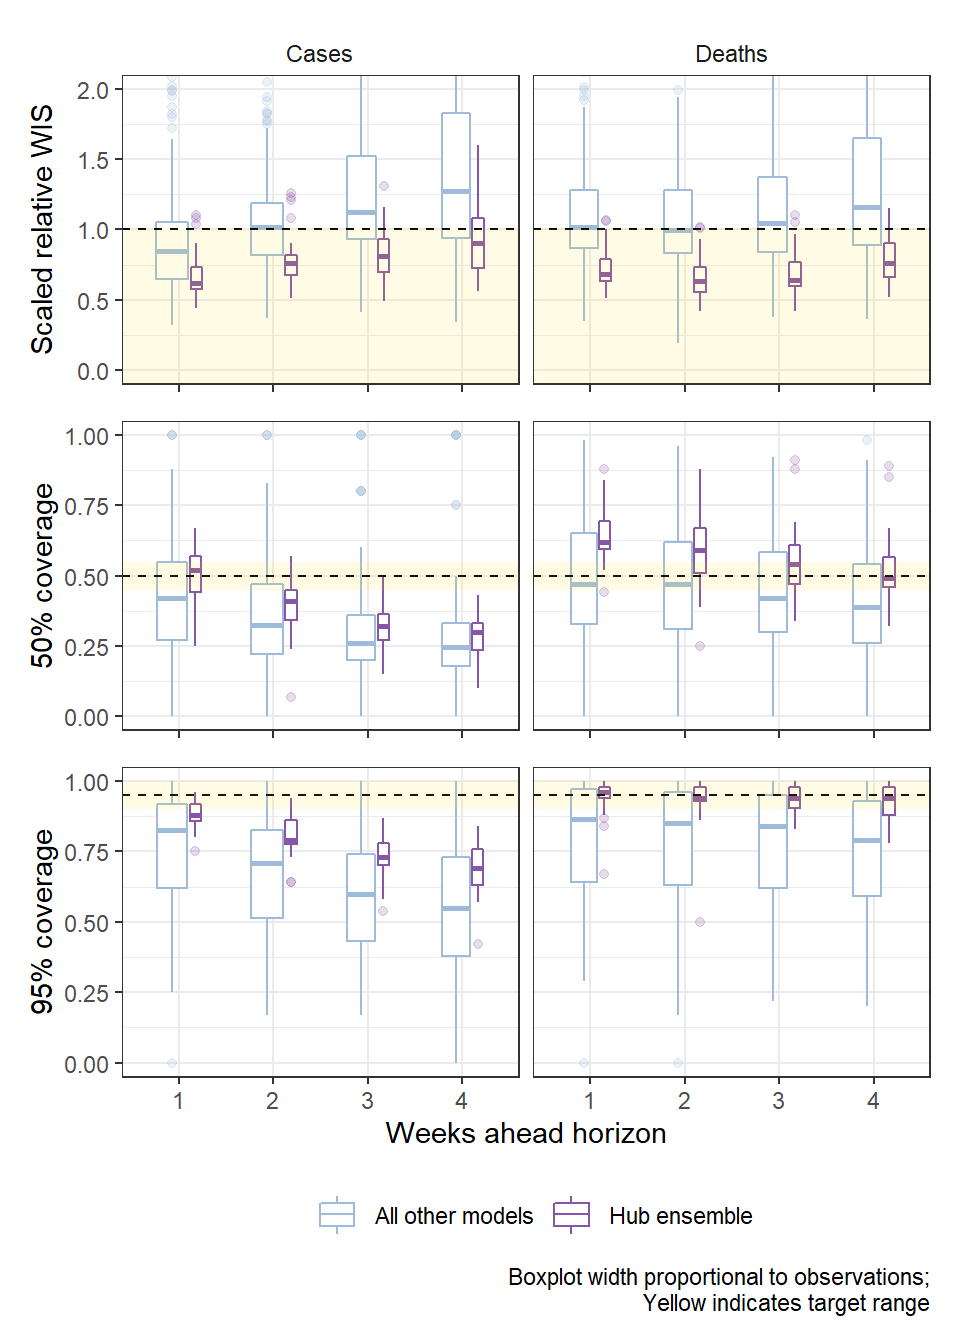 Cases
Deaths
Scaled relative WIS
2.0
1.5
1.0
0.5
0.0
50% coverage
1.00
0.75
0.50
0.25
0.00
95% coverage
1.00
0.75
0.50
0.25
0.00
1 2 3 4
1 2 3 4
Weeks ahead horizon
All other models
Hub ensemble
Boxplot width proportional to observations;
Yellow indicates target range